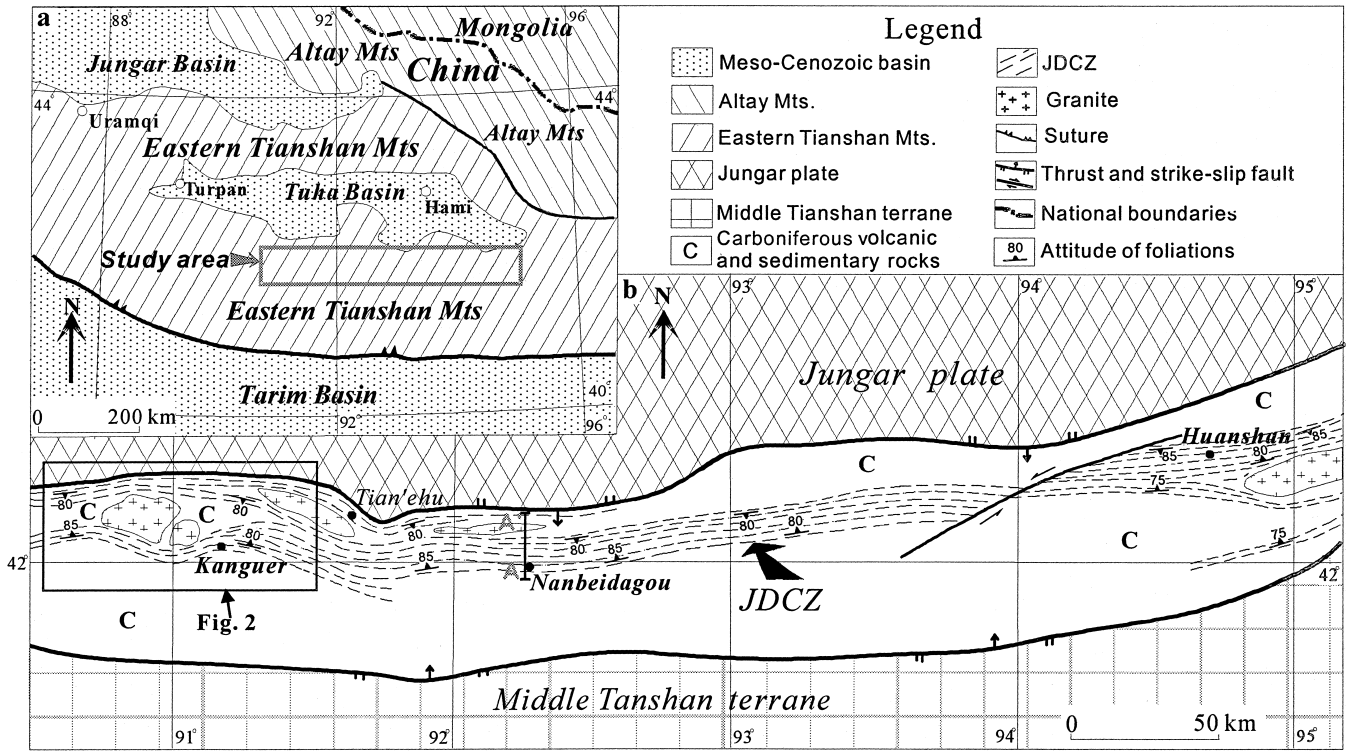 a
88°
92°
96°
Mongolia
Altay Mts
Jungar Basin
China
44°
44°
Uramqi
Altay Mts
Eastern Tianshan Mts
Turpan
Tuha Basin
Hami
Study area
N
Eastern Tianshan Mts
Tarim Basin
40°
0 200 km
92°
96°
Legend
Meso-Cenozoic basin
Altay Mts.
Eastern Tianshan Mts.
Jungar plate
Middle Tianshan terrane
C Carboniferous volcanic
and sedimentary rocks
JDCZ
Granite
Suture
Thrust and strike-slip fault
National boundaries
80 Attitude of foliations
b
N
93°
94°
95°
Jungar plate
C
Huanshan
85
85
80
75
C
Tian'ehu
80
C
C
80
85
80
Kanguer
80
85
A
A
80
85
Nanbeidagou
80
80
C
75
42°
42°
JDCZ
C
Fig. 2
Middle Tanshan terrane
0 50 km
91°
92°
93°
94°
95°